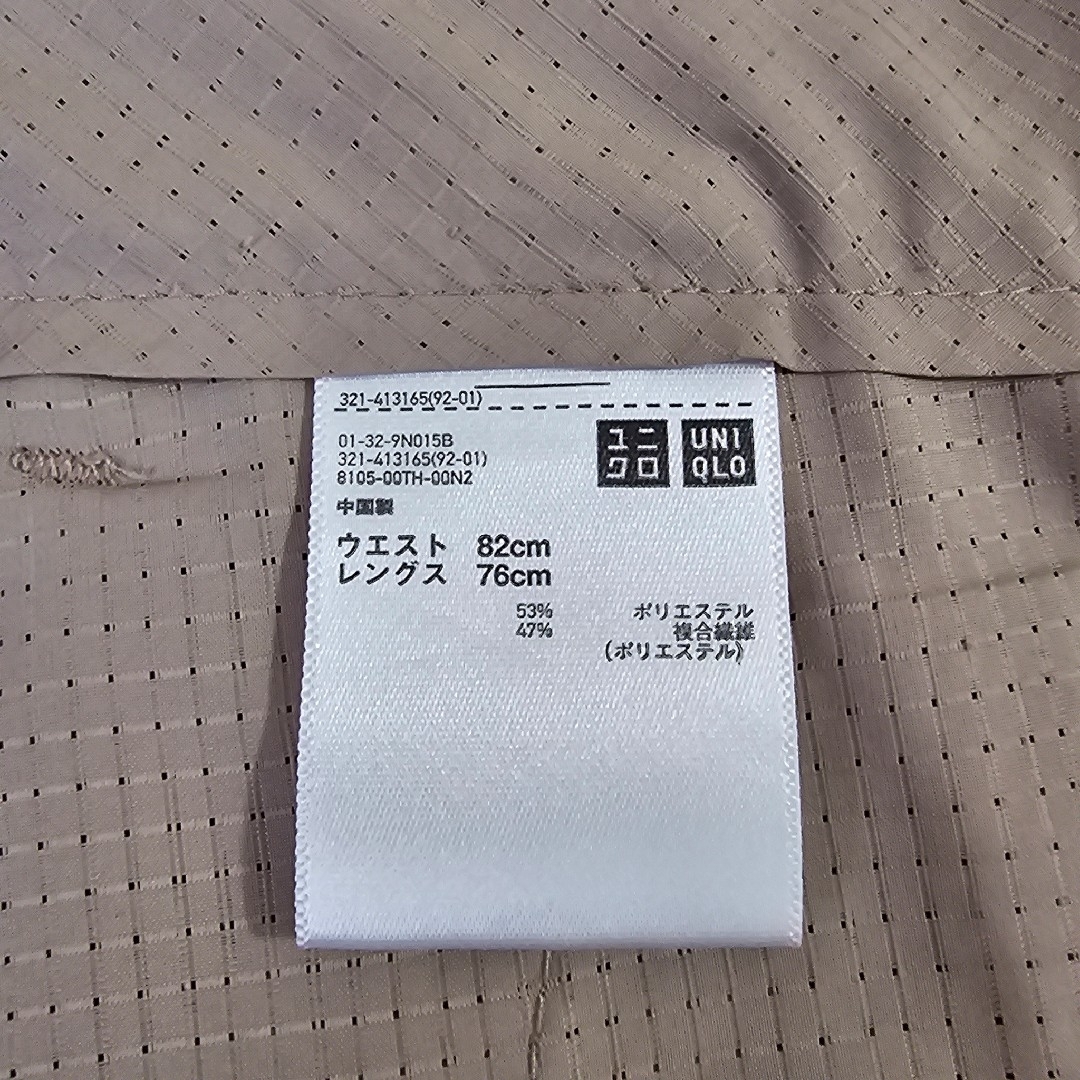 321-413165(92-01)
01-32-9N015B
321-413165(92-01)
8105-00TH-00N2
中国製
ユニクロ
UNIQLO
ウエスト 82cm
レングス 76cm
53% ポリエステル
47% 複合繊維
(ポリエステル)